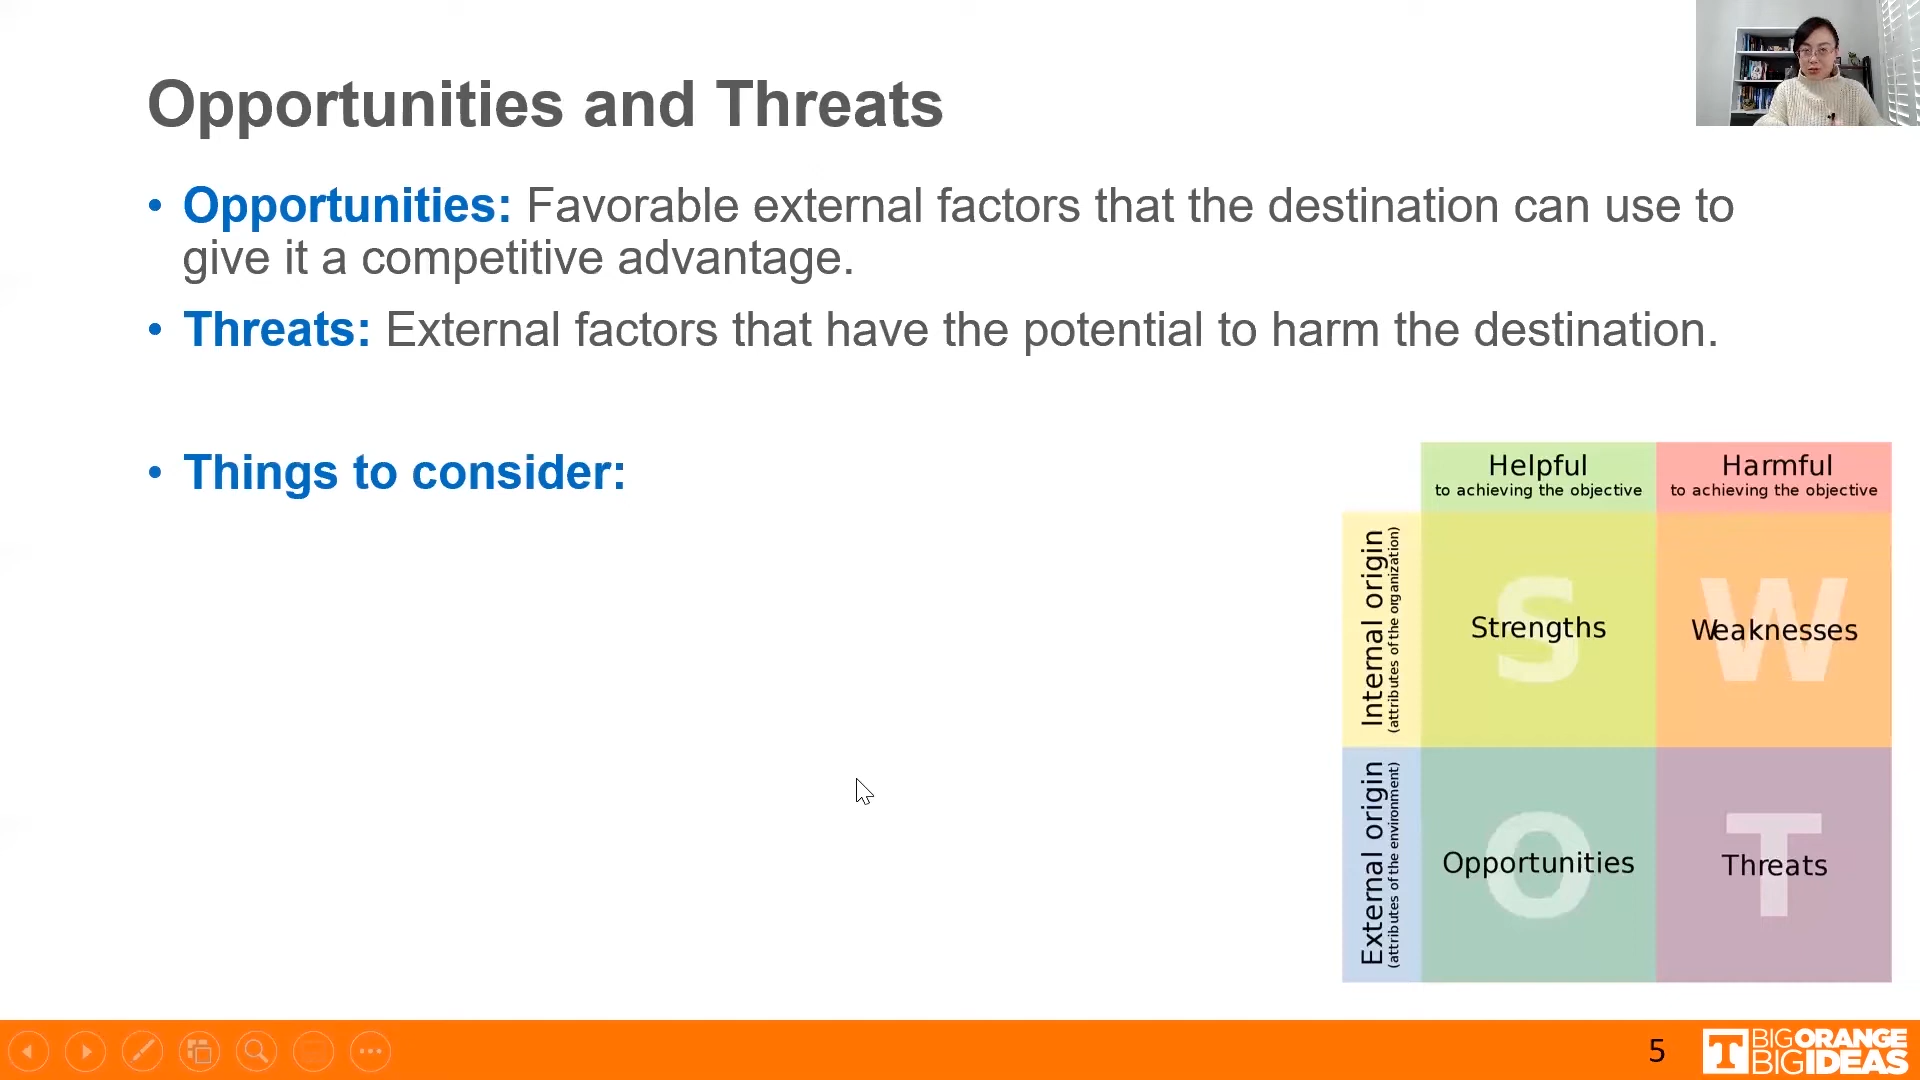 Opportunities and Threats
• Opportunities: Favorable external factors that the destination can use to
give it a competitive advantage.
• Threats: External factors that have the potential to harm the destination.
• Things to consider:
Helpful
to achieving the objective
Harmful
to achieving the objective
Internal origin
(attributes of the organization)
S
Strengths
W
Weaknesses
External origin
(attributes of the environment)
O
Opportunities
T
Threats
5
T
BIG ORANGE
BIG IDEAS